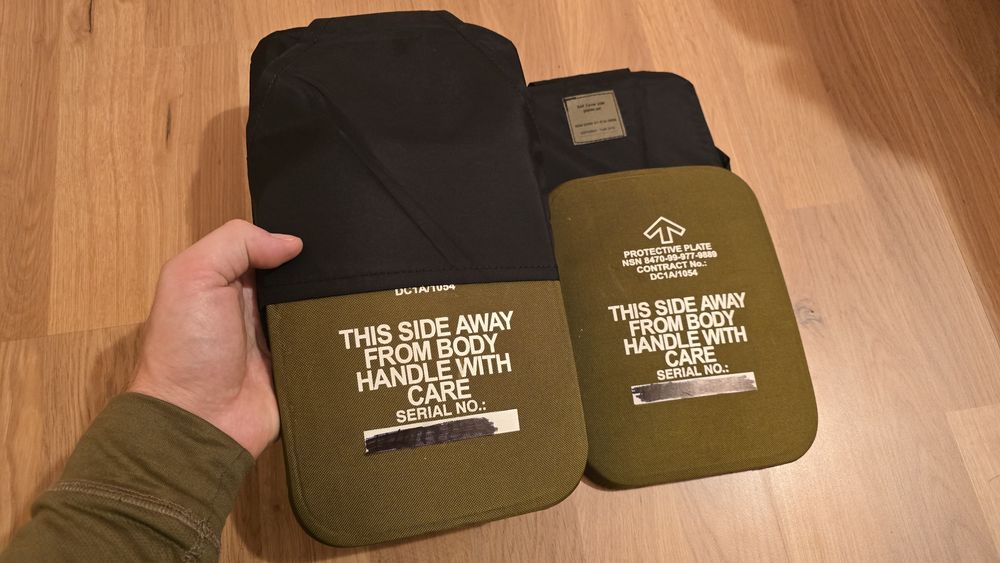 DC1A/1054
THIS SIDE AWAY
FROM BODY
HANDLE WITH
CARE
SERIAL NO.:
PROTECTIVE PLATE
NSN 8470-99-977-9889
CONTRACT No.:
DC1A/1054
THIS SIDE AWAY
FROM BODY
HANDLE WITH
CARE
SERIAL NO.: